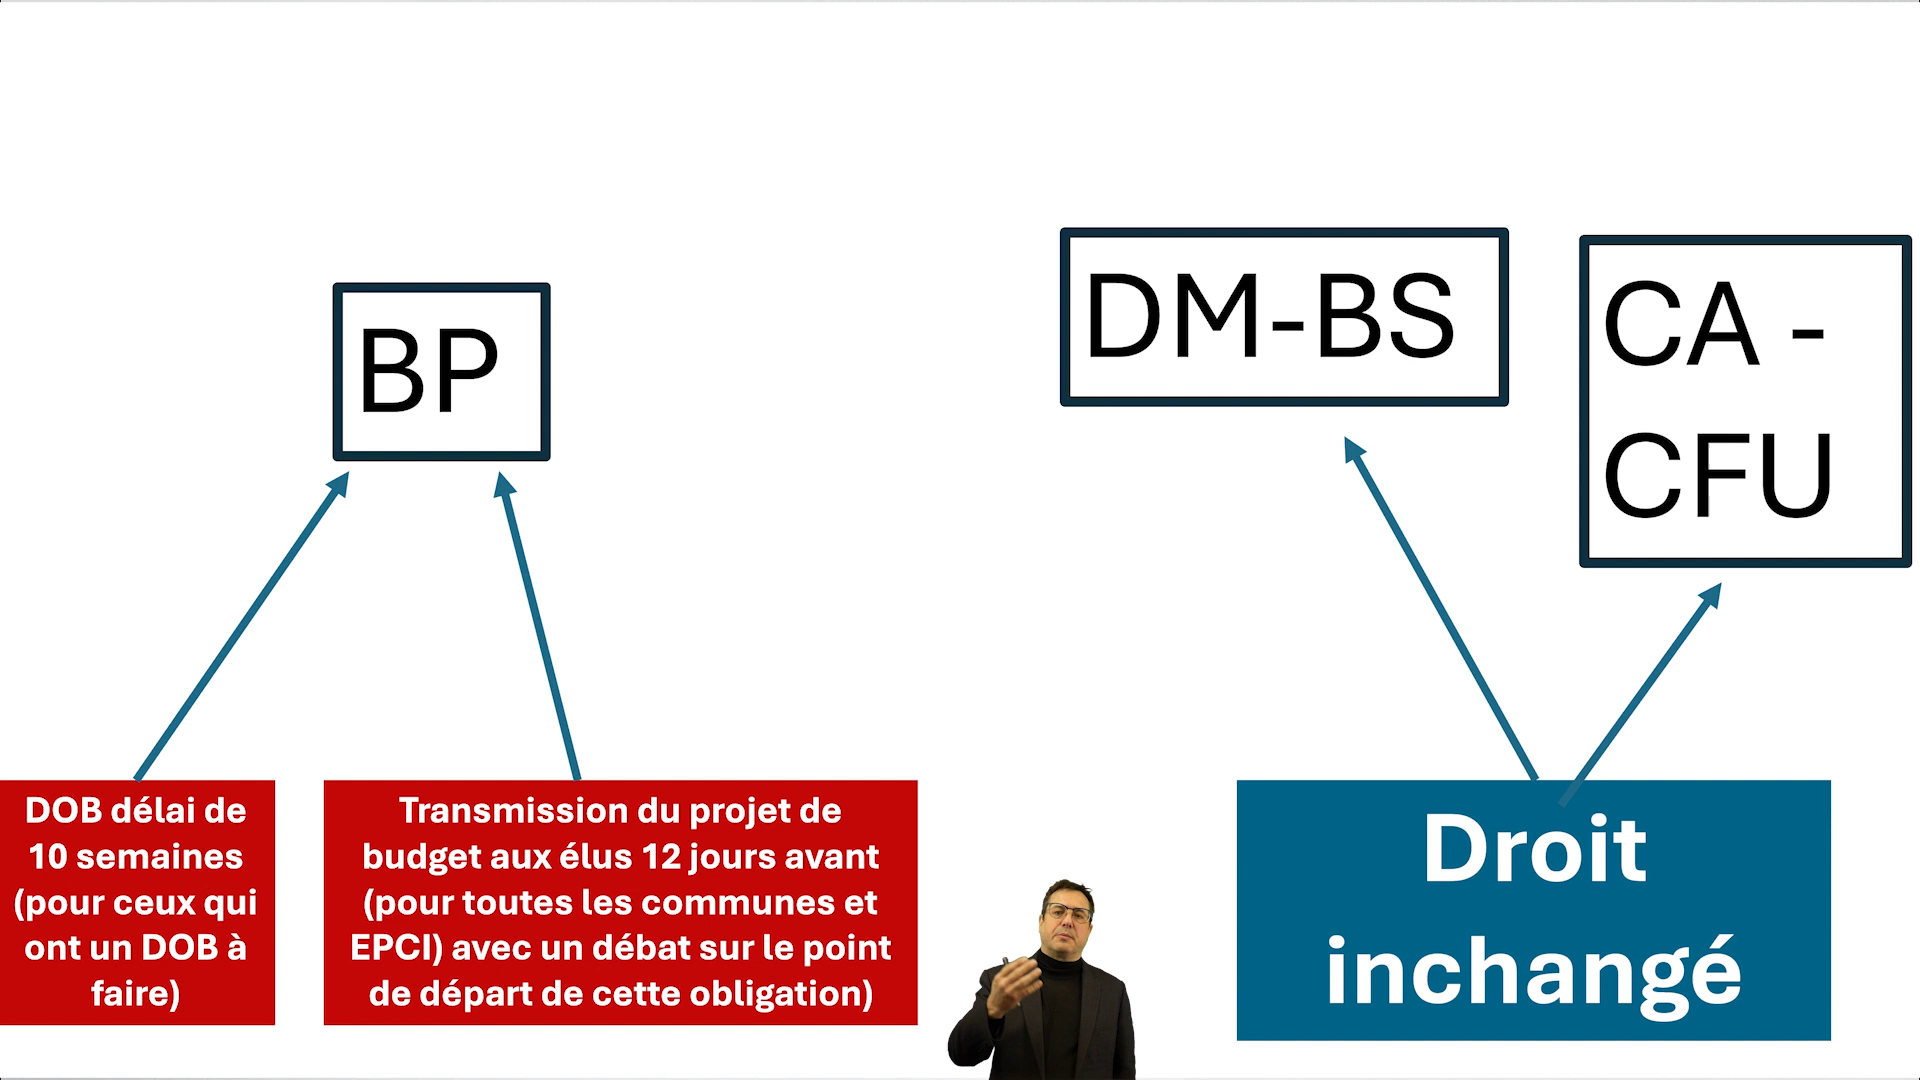 BP
DM-BS
CA -
CFU
DOB délai de
10 semaines
(pour ceux qui
ont un DOB à
faire)
Transmission du projet de
budget aux élus 12 jours avant
(pour toutes les communes et
EPCI) avec un débat sur le point
de départ de cette obligation)
Droit
inchangé